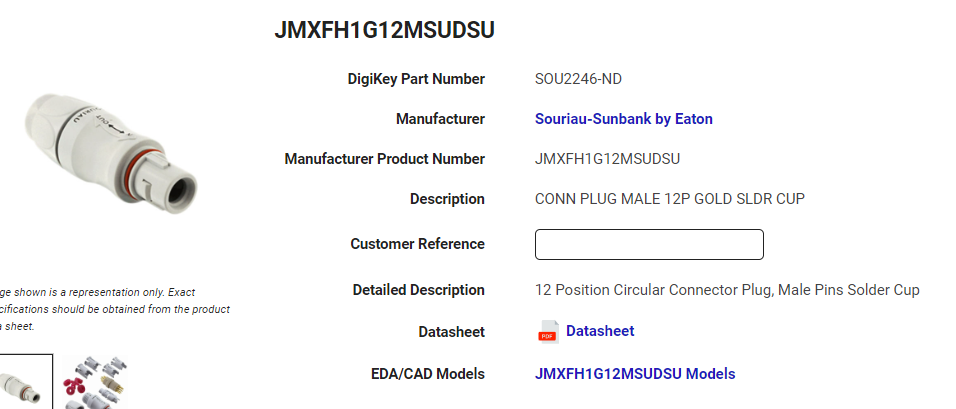 JMXFH1G12MSUDSU
DigiKey Part Number SOU2246-ND
Manufacturer Souriau-Sunbank by Eaton
Manufacturer Product Number JMXFH1G12MSUDSU
Description CONN PLUG MALE 12P GOLD SLDR CUP
Customer Reference
Detailed Description 12 Position Circular Connector Plug, Male Pins Solder Cup
Datasheet PDF Datasheet
EDA/CAD Models JMXFH1G12MSUDSU Models
OUT
ge shown is a representation only. Exact
cifications should be obtained from the product
a sheet.